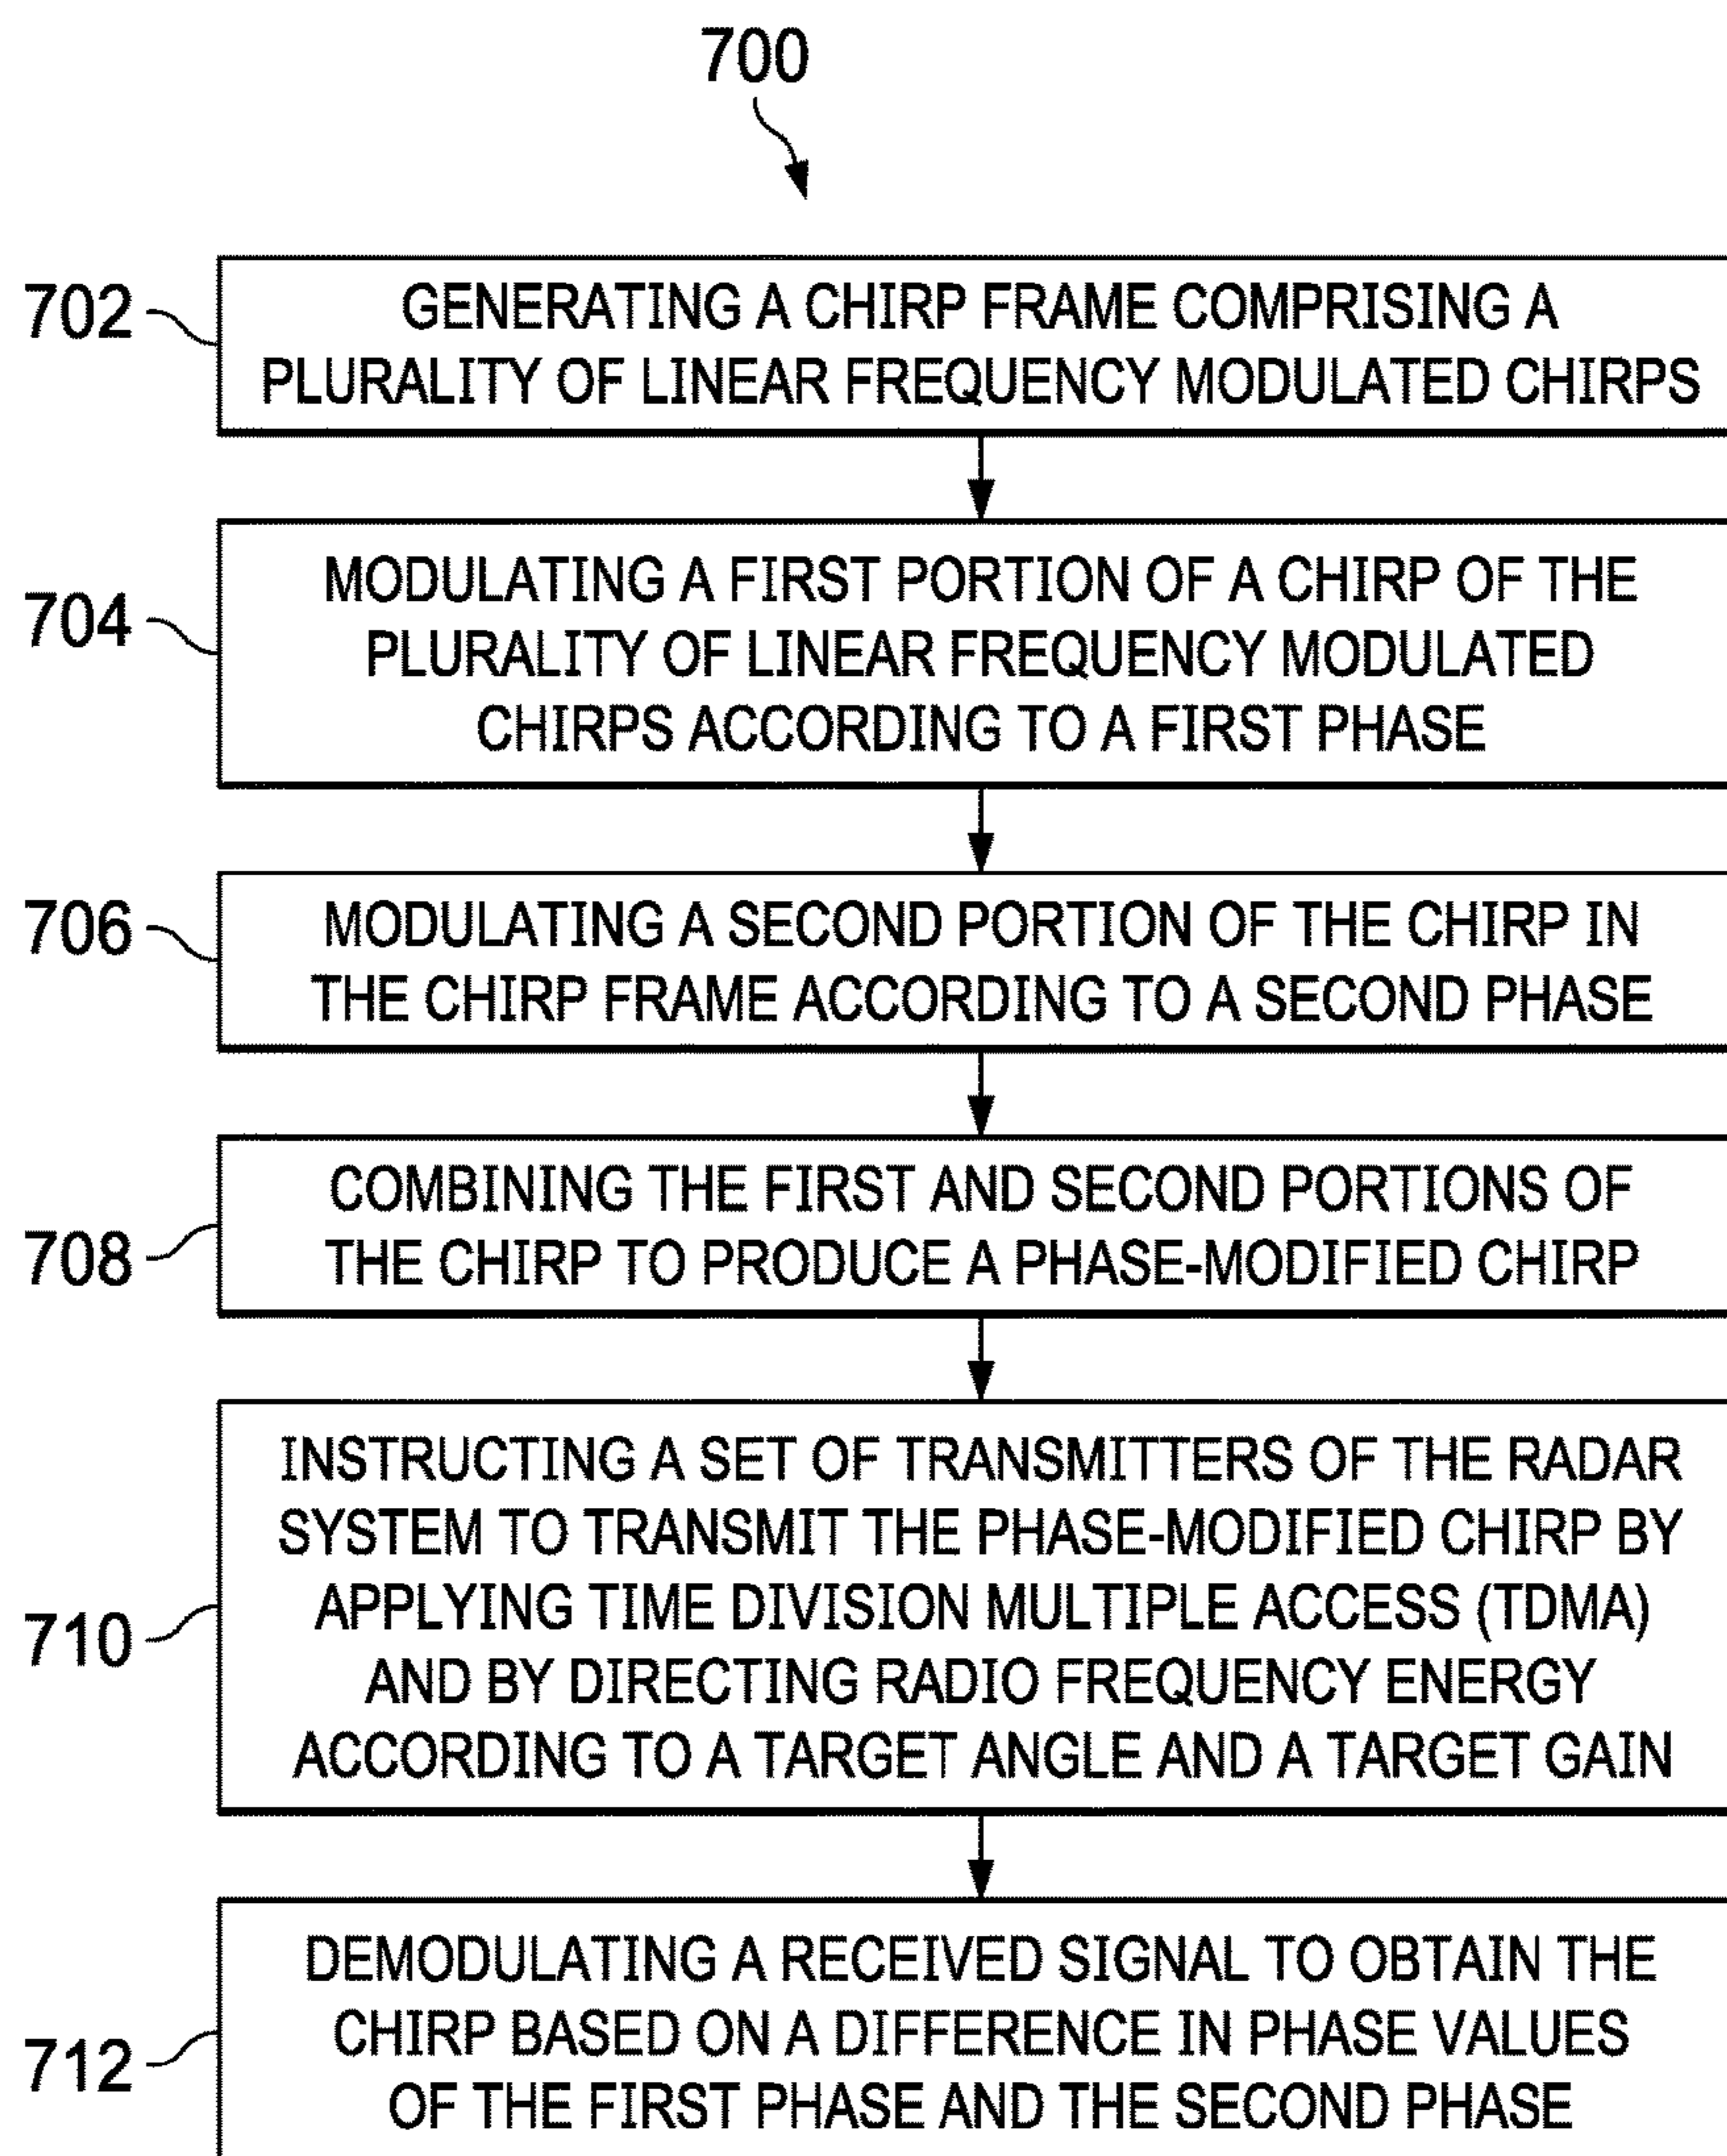 700
702
GENERATING A CHIRP FRAME COMPRISING A
PLURALITY OF LINEAR FREQUENCY MODULATED CHIRPS
704
MODULATING A FIRST PORTION OF A CHIRP OF THE
PLURALITY OF LINEAR FREQUENCY MODULATED
CHIRPS ACCORDING TO A FIRST PHASE
706
MODULATING A SECOND PORTION OF THE CHIRP IN
THE CHIRP FRAME ACCORDING TO A SECOND PHASE
708
COMBINING THE FIRST AND SECOND PORTIONS OF
THE CHIRP TO PRODUCE A PHASE-MODIFIED CHIRP
710
INSTRUCTING A SET OF TRANSMITTERS OF THE RADAR
SYSTEM TO TRANSMIT THE PHASE-MODIFIED CHIRP BY
APPLYING TIME DIVISION MULTIPLE ACCESS (TDMA)
AND BY DIRECTING RADIO FREQUENCY ENERGY
ACCORDING TO A TARGET ANGLE AND A TARGET GAIN
712
DEMODULATING A RECEIVED SIGNAL TO OBTAIN THE
CHIRP BASED ON A DIFFERENCE IN PHASE VALUES
OF THE FIRST PHASE AND THE SECOND PHASE